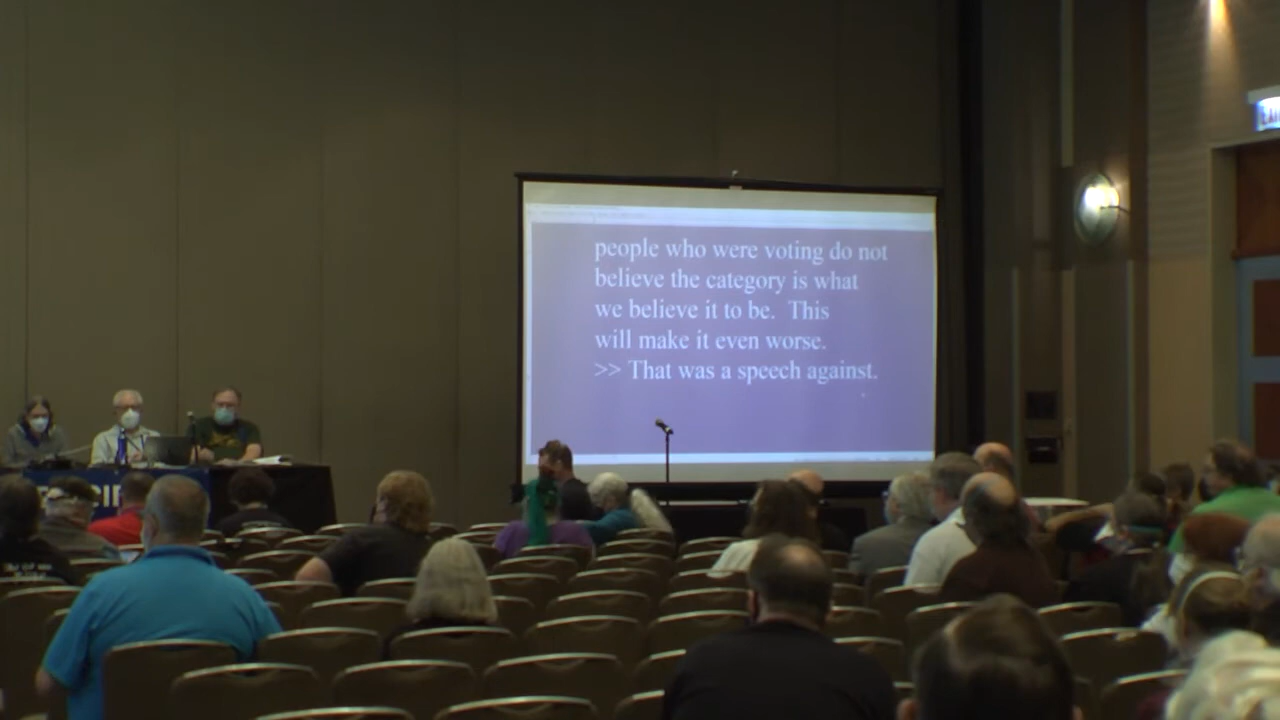 people who were voting do not
believe the category is what
we believe it to be.  This
will make it even worse.
>> That was a speech against.